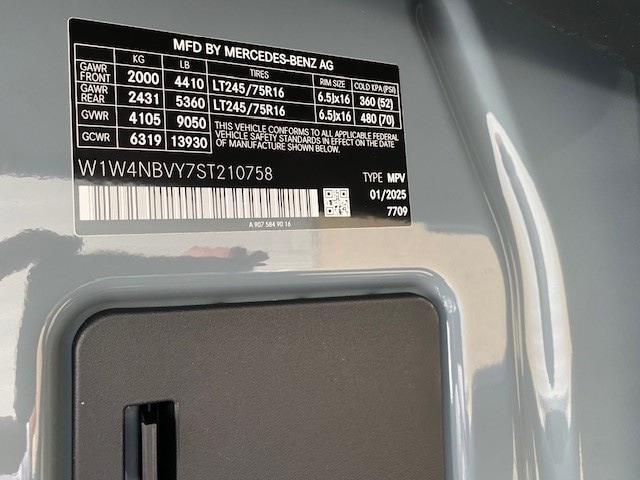 MFD BY MERCEDES-BENZ AG
KG LB TIRES RIM SIZE COLD KPA (PSI)
GAWR FRONT 2000 4410 LT245/75R16 6.5Jx16 360 (52)
GAWR REAR 2431 5360 LT245/75R16 6.5Jx16 480 (70)
GVWR 4105 9050 THIS VEHICLE CONFORMS TO ALL APPLICABLE FEDERAL
VEHICLE SAFETY STANDARDS IN EFFECT ON THE DATE
GCWR 6319 13930 OF MANUFACTURE SHOWN ABOVE.
W1W4NBVY7ST210758 TYPE MPV
01/2025
7709
A 907 584 90 16